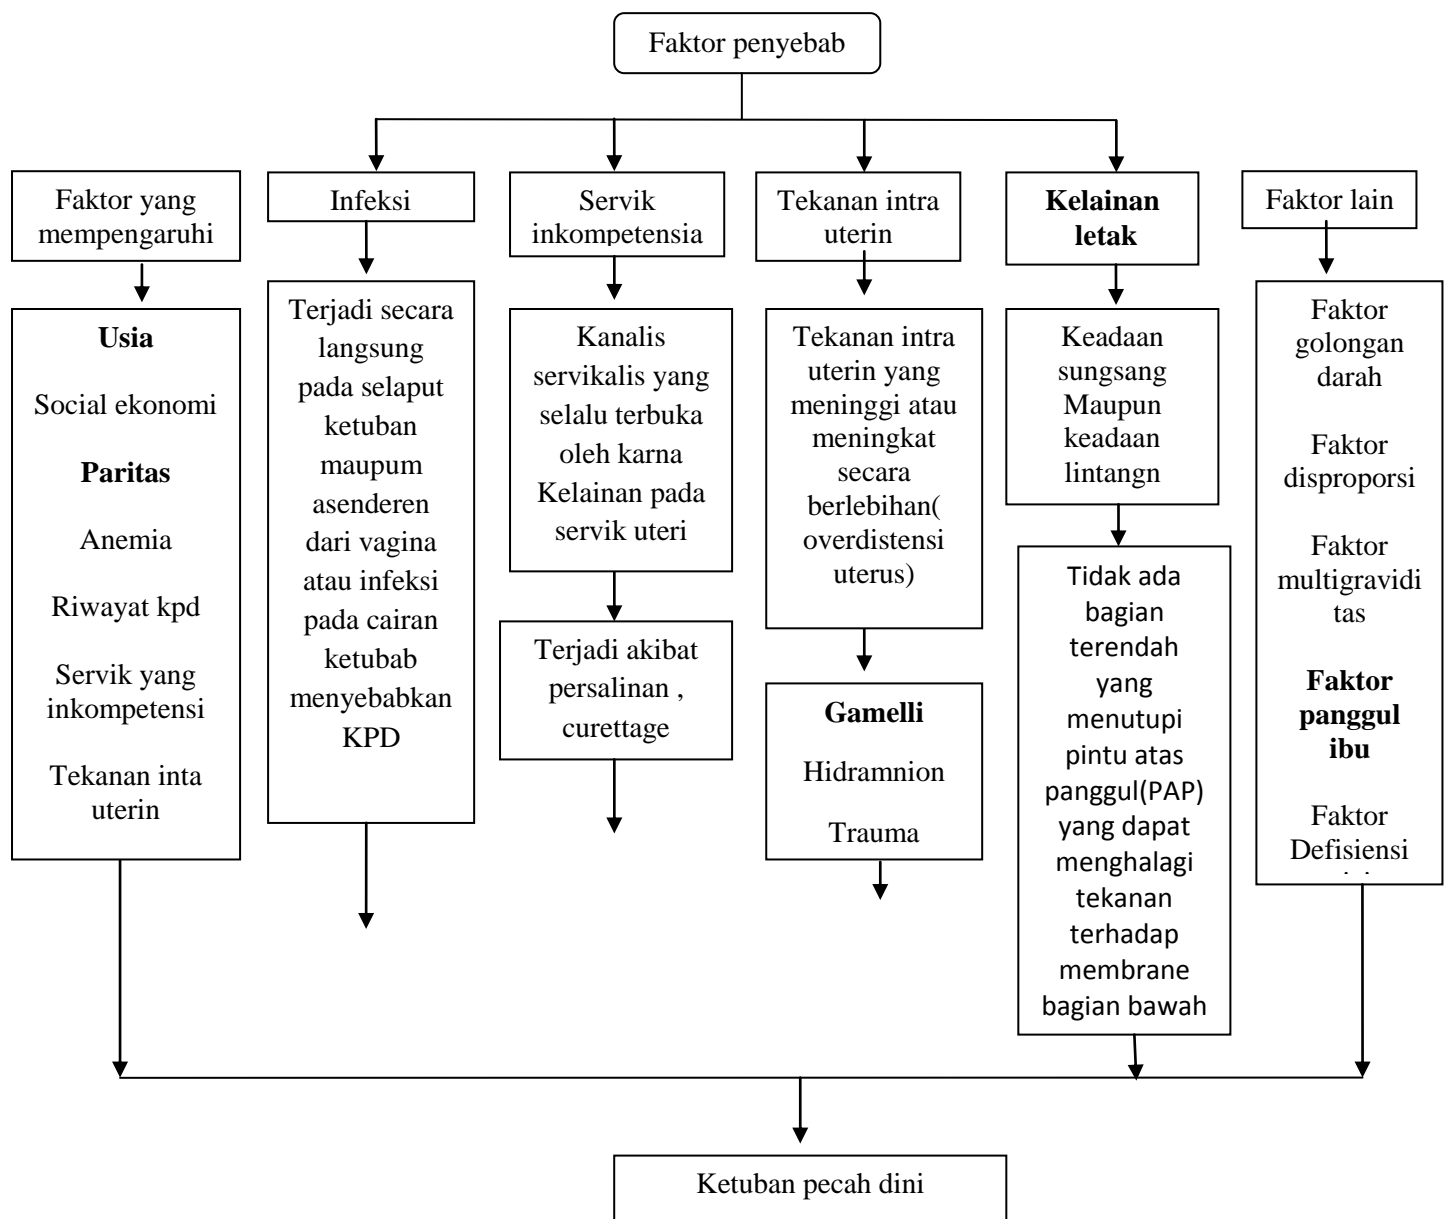 Faktor penyebab
Faktor yang
mempengaruhi
Infeksi
Servik
inkompetensia
Tekanan intra
uterin
Kelainan
letak
Faktor lain
Usia
Social ekonomi
Paritas
Anemia
Riwayat kpd
Servik yang
inkompetensi
Tekanan inta
uterin
Terjadi secara
langsung
pada selaput
ketuban
maupum
asenderen
dari vagina
atau infeksi
pada cairan
ketubab
menyebabkan
KPD
Kanalis
servikalis yang
selalu terbuka
oleh karna
Kelainan pada
servik uteri
Terjadi akibat
persalinan ,
curettage
Tekanan intra
uterin yang
meninggi atau
meningkat
secara
berlebihan(
overdistensi
uterus)
Gamelli
Hidramnion
Trauma
Keadaan
sungsang
Maupun
keadaan
lintangn
Tidak ada
bagian
terendah
yang
menutupi
pintu atas
panggul(PAP)
yang dapat
menghalagi
tekanan
terhadap
membrane
bagian bawah
Faktor
golongan
darah
Faktor
disproporsi
Faktor
multigravidi
tas
Faktor
panggul
ibu
Faktor
Defisiensi
Ketuban pecah dini